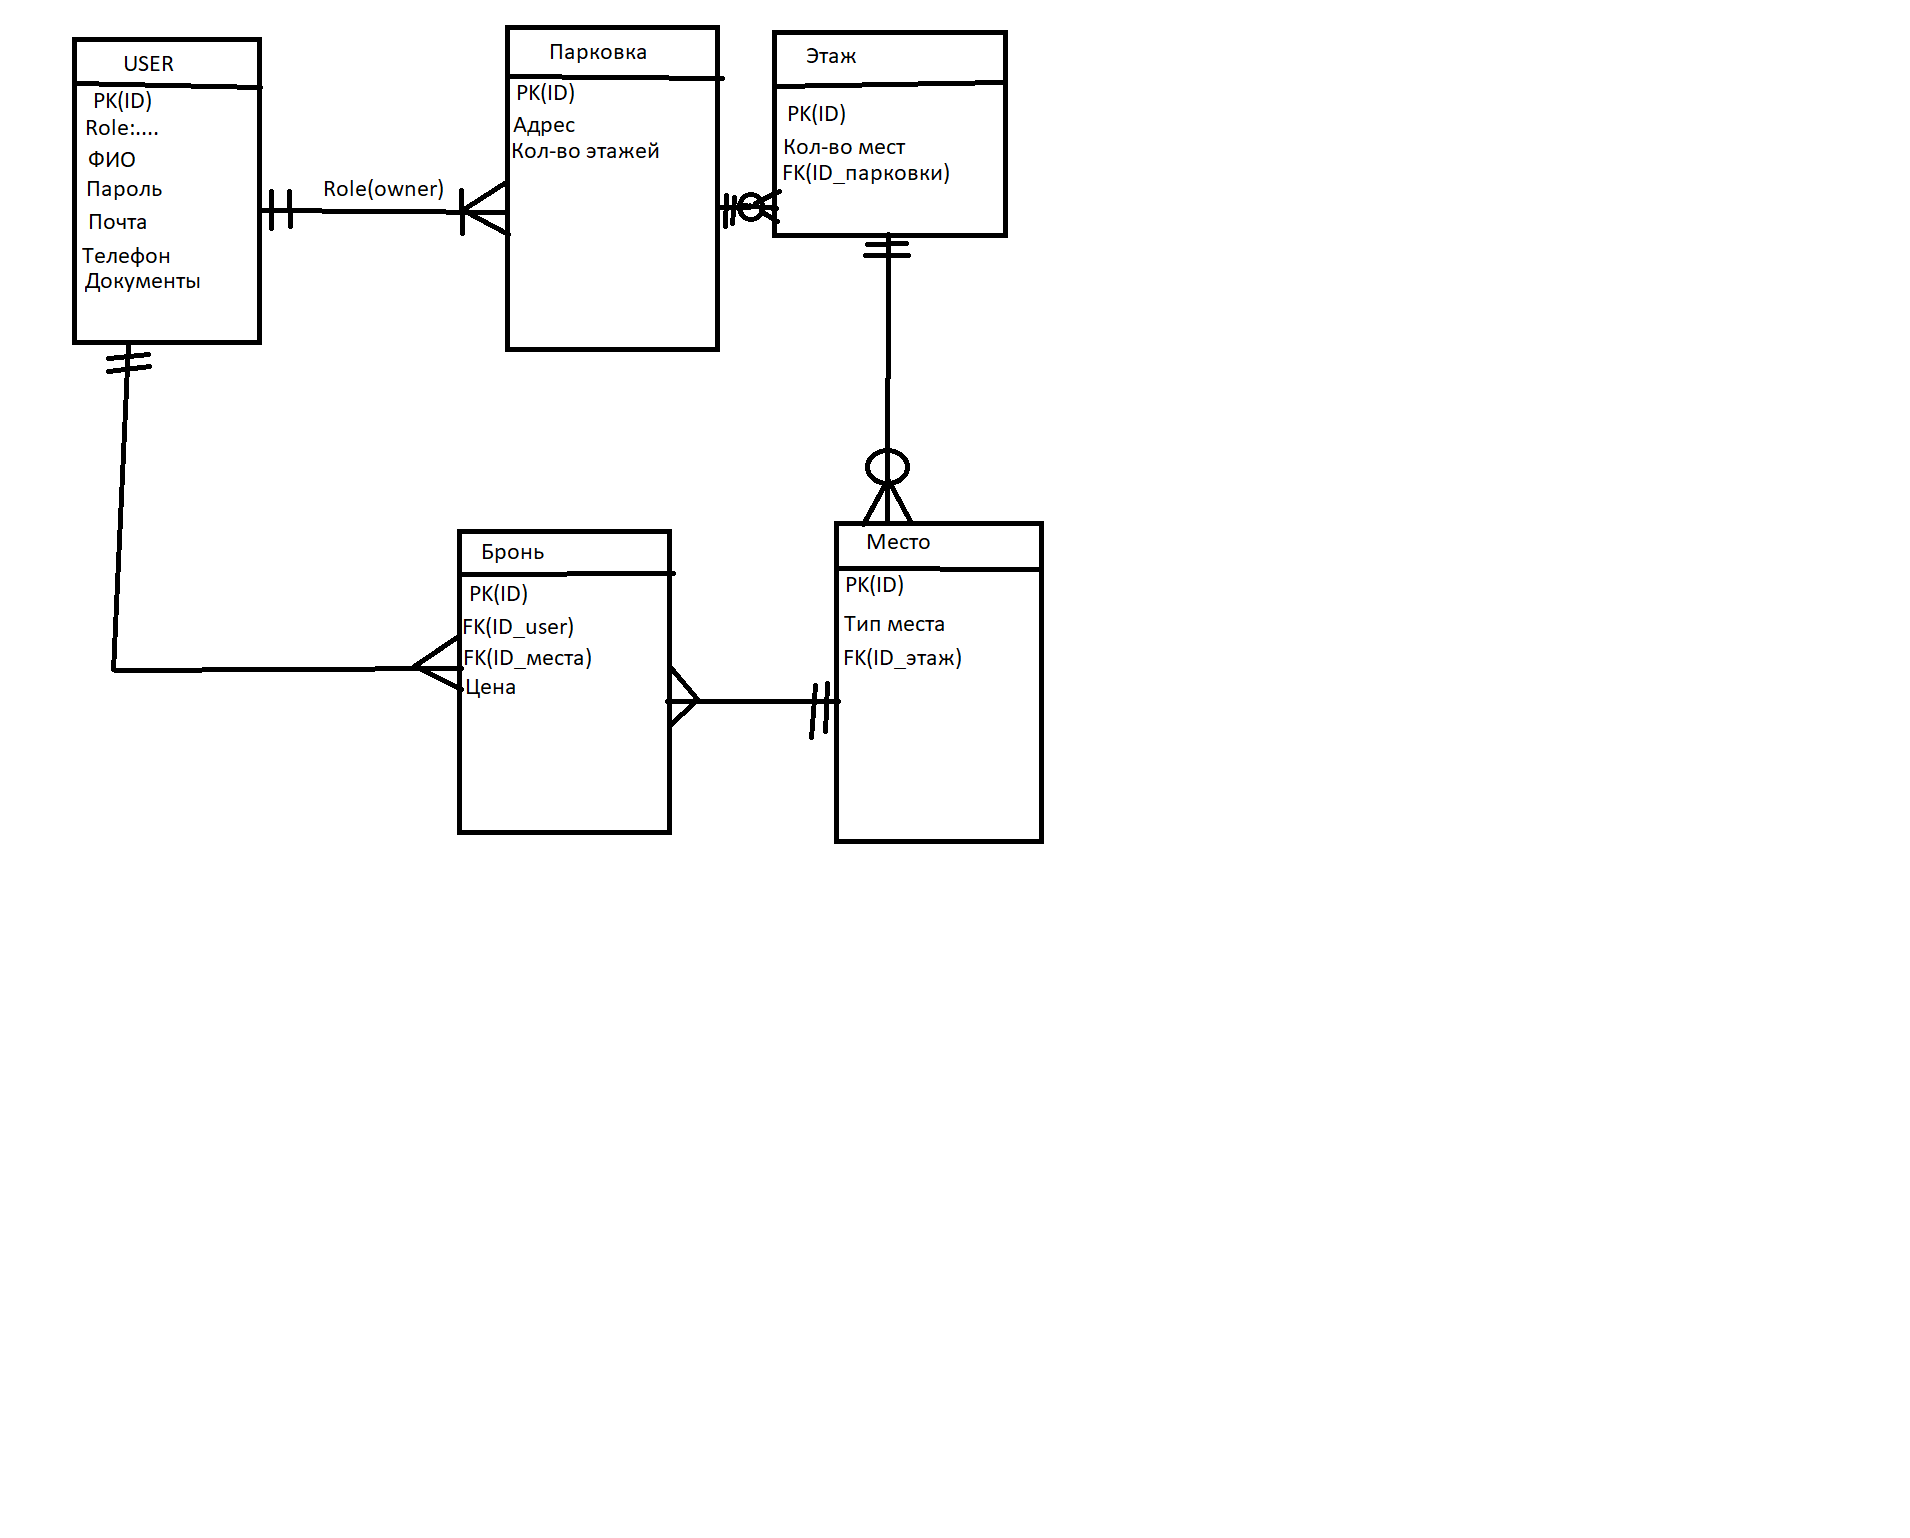 USER
PK(ID)
Role:....
ФИО
Пароль
Почта
Телефон
Документы
Role(owner)
Парковка
PK(ID)
Адрес
Кол-во этажей
Этаж
PK(ID)
Кол-во мест
FK(ID_парковки)
Бронь
PK(ID)
FK(ID_user)
FK(ID_места)
Цена
Место
PK(ID)
Тип места
FK(ID_этаж)